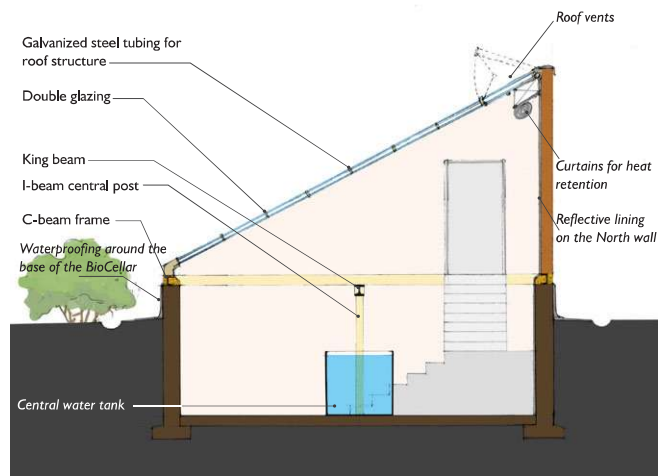 Roof vents
Galvanized steel tubing for
roof structure
Double glazing
King beam
I-beam central post
Curtains for heat
retention
C-beam frame
Reflective lining
on the North wall
Waterproofing around the
base of the BioCellar
Central water tank